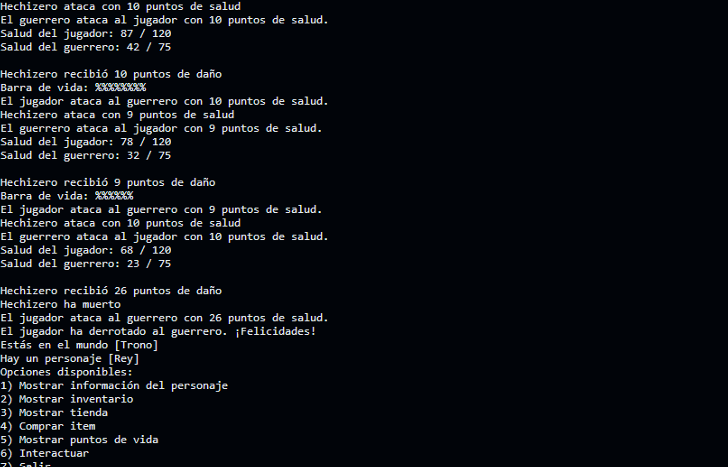 Hechizero ataca con 10 puntos de salud
El guerrero ataca al jugador con 10 puntos de salud.
Salud del jugador: 87 / 120
Salud del guerrero: 42 / 75
Hechizero recibió 10 puntos de daño
Barra de vida: %%%%%%%%
El jugador ataca al guerrero con 10 puntos de salud.
Hechizero ataca con 9 puntos de salud
El guerrero ataca al jugador con 9 puntos de salud.
Salud del jugador: 78 / 120
Salud del guerrero: 32 / 75
Hechizero recibió 9 puntos de daño
Barra de vida: %%%%%%
El jugador ataca al guerrero con 9 puntos de salud.
Hechizero ataca con 10 puntos de salud
El guerrero ataca al jugador con 10 puntos de salud.
Salud del jugador: 68 / 120
Salud del guerrero: 23 / 75
Hechizero recibió 26 puntos de daño
Hechizero ha muerto
El jugador ataca al guerrero con 26 puntos de salud.
El jugador ha derrotado al guerrero. ¡Felicidades!
Estás en el mundo [Trono]
Hay un personaje [Rey]
Opciones disponibles:
1) Mostrar información del personaje
2) Mostrar inventario
3) Mostrar tienda
4) Comprar item
5) Mostrar puntos de vida
6) Interactuar
7) Salir